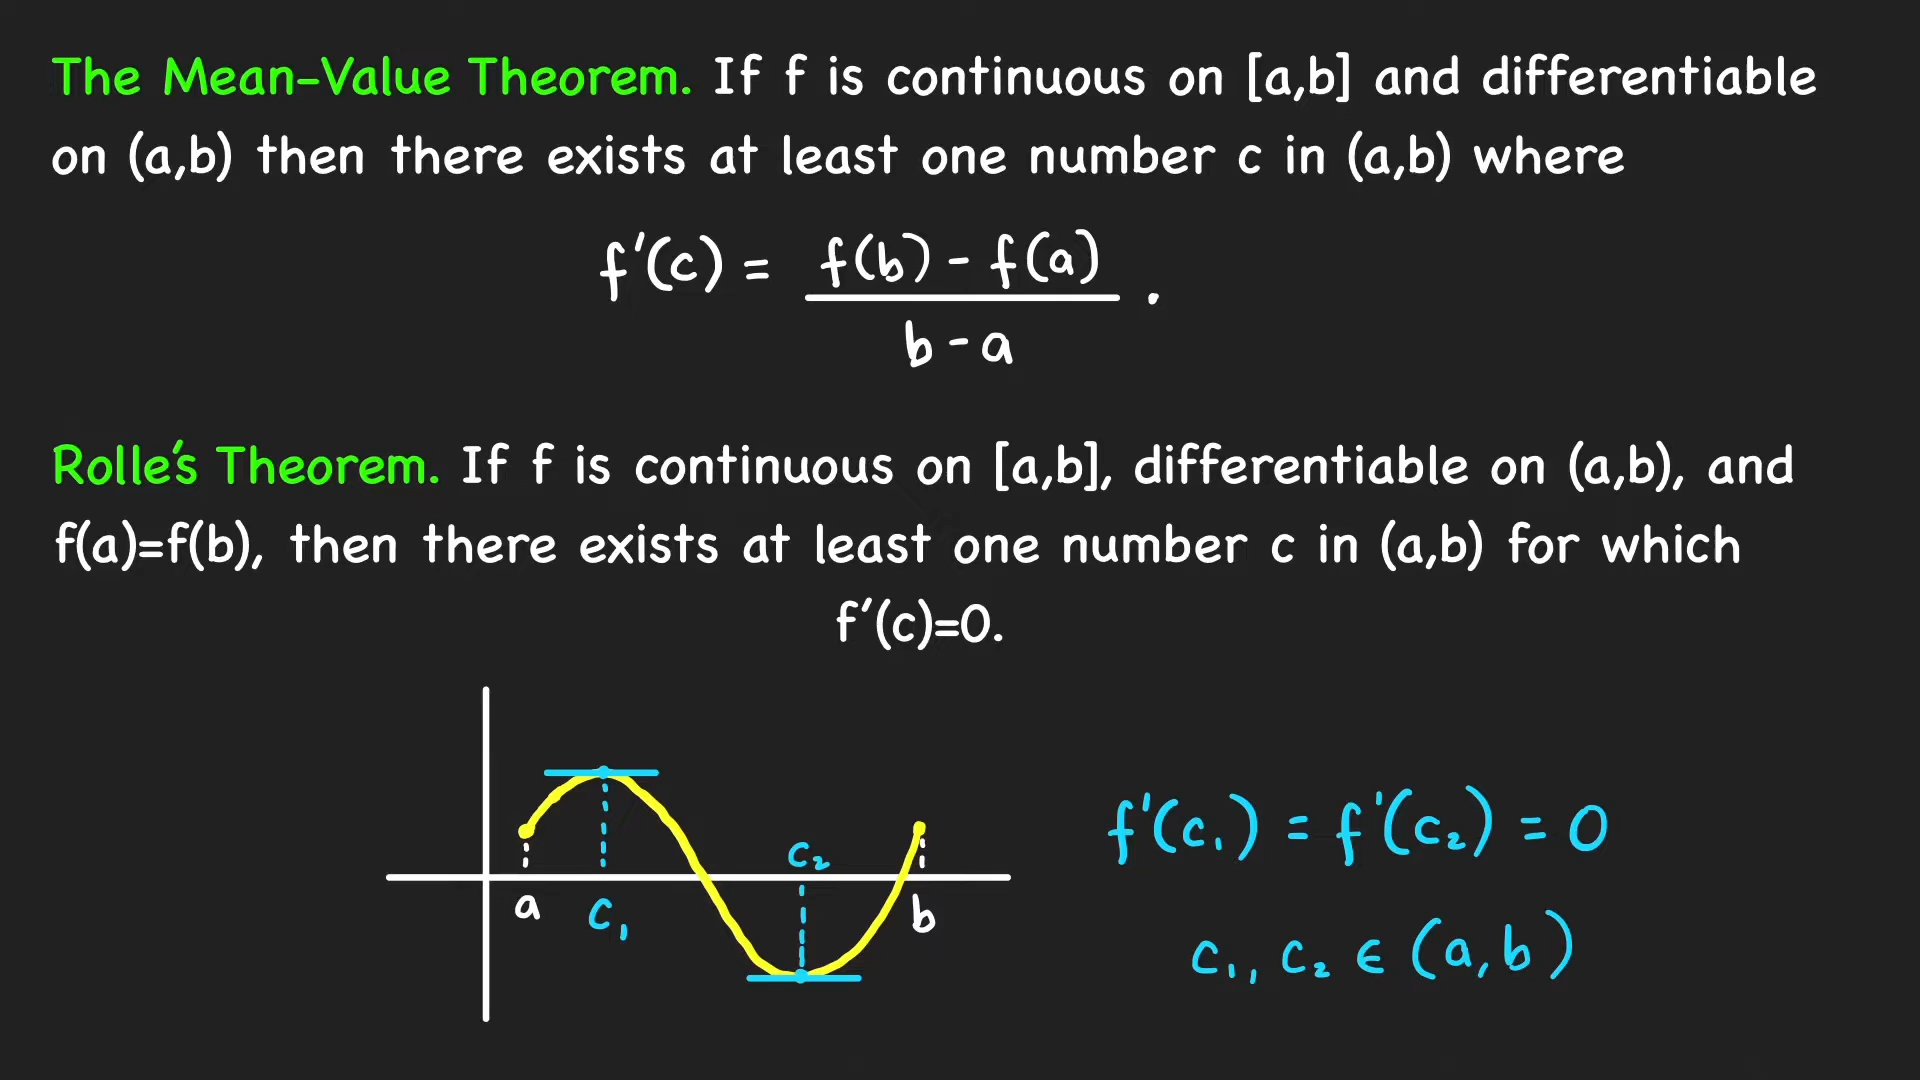 The Mean-Value Theorem. If f is continuous on [a,b] and differentiable
on (a,b) then there exists at least one number c in (a,b) where
f'(c) = f(b) - f(a) .
b - a
Rolle's Theorem. If f is continuous on [a,b], differentiable on (a,b), and
f(a)=f(b), then there exists at least one number c in (a,b) for which
f'(c)=0.
a
c₁
c₂
b
f'(c₁) = f'(c₂) = 0
c₁, c₂ ∈ (a,b)